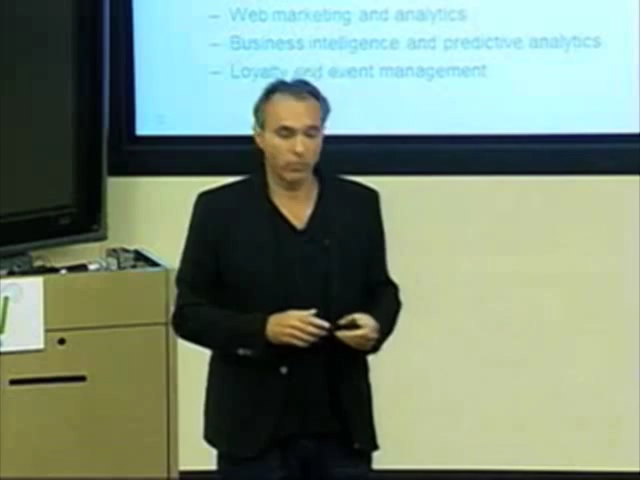 – Web marketing and analytics
– Business intelligence and predictive analytics
– Loyalty and event management